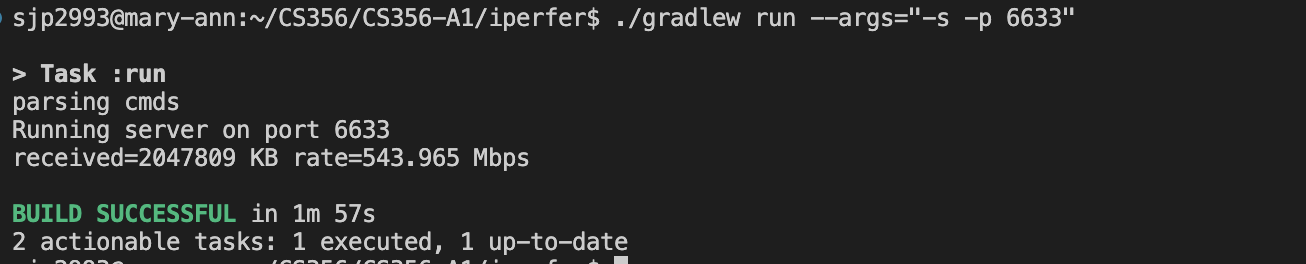 sjp2993@mary-ann:~/CS356/CS356-A1/iperfer$ ./gradlew run --args="-s -p 6633"
> Task :run
parsing cmds
Running server on port 6633
received=2047809 KB rate=543.965 Mbps
BUILD SUCCESSFUL in 1m 57s
2 actionable tasks: 1 executed, 1 up-to-date